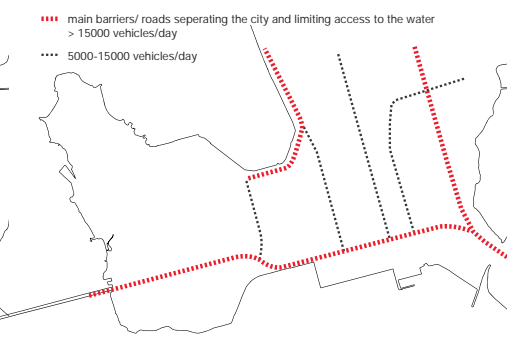 main barriers/ roads seperating the city and limiting access to the water
> 15000 vehicles/day
5000-15000 vehicles/day